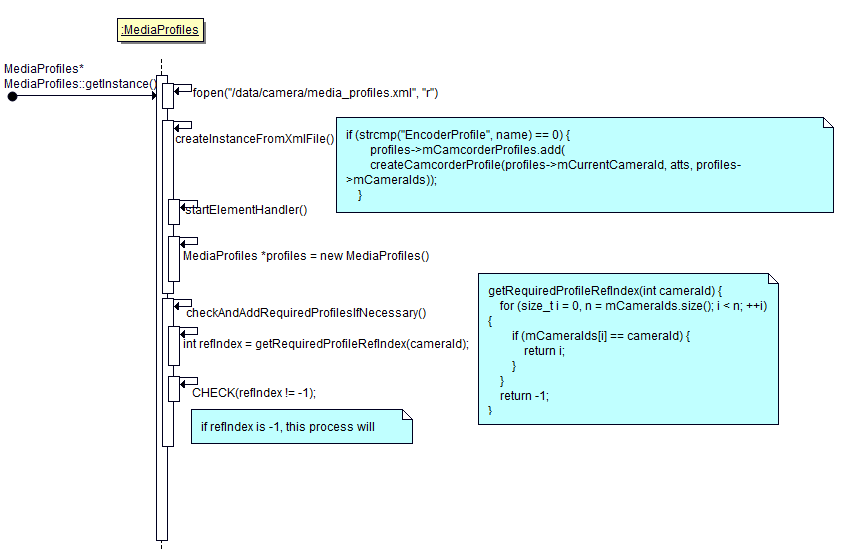 :MediaProfiles
MediaProfiles*
MediaProfiles::getInstance()
fopen("/data/camera/media_profiles.xml", "r")
createInstanceFromXmlFile()
if (strcmp("EncoderProfile", name) == 0) {
profiles->mCamcorderProfiles.add(
createCamcorderProfile(profiles->mCurrentCameraId, atts, profiles-
>mCameraIds));
}
startElementHandler()
MediaProfiles *profiles = new MediaProfiles()
checkAndAddRequiredProfilesIfNecessary()
int refIndex = getRequiredProfileRefIndex(cameraId);
getRequiredProfileRefIndex(int cameraId) {
for (size_t i = 0, n = mCameraIds.size(); i < n; ++i)
{
if (mCameraIds[i] == cameraId) {
return i;
}
}
return -1;
}
CHECK(refIndex != -1);
if refIndex is -1, this process will